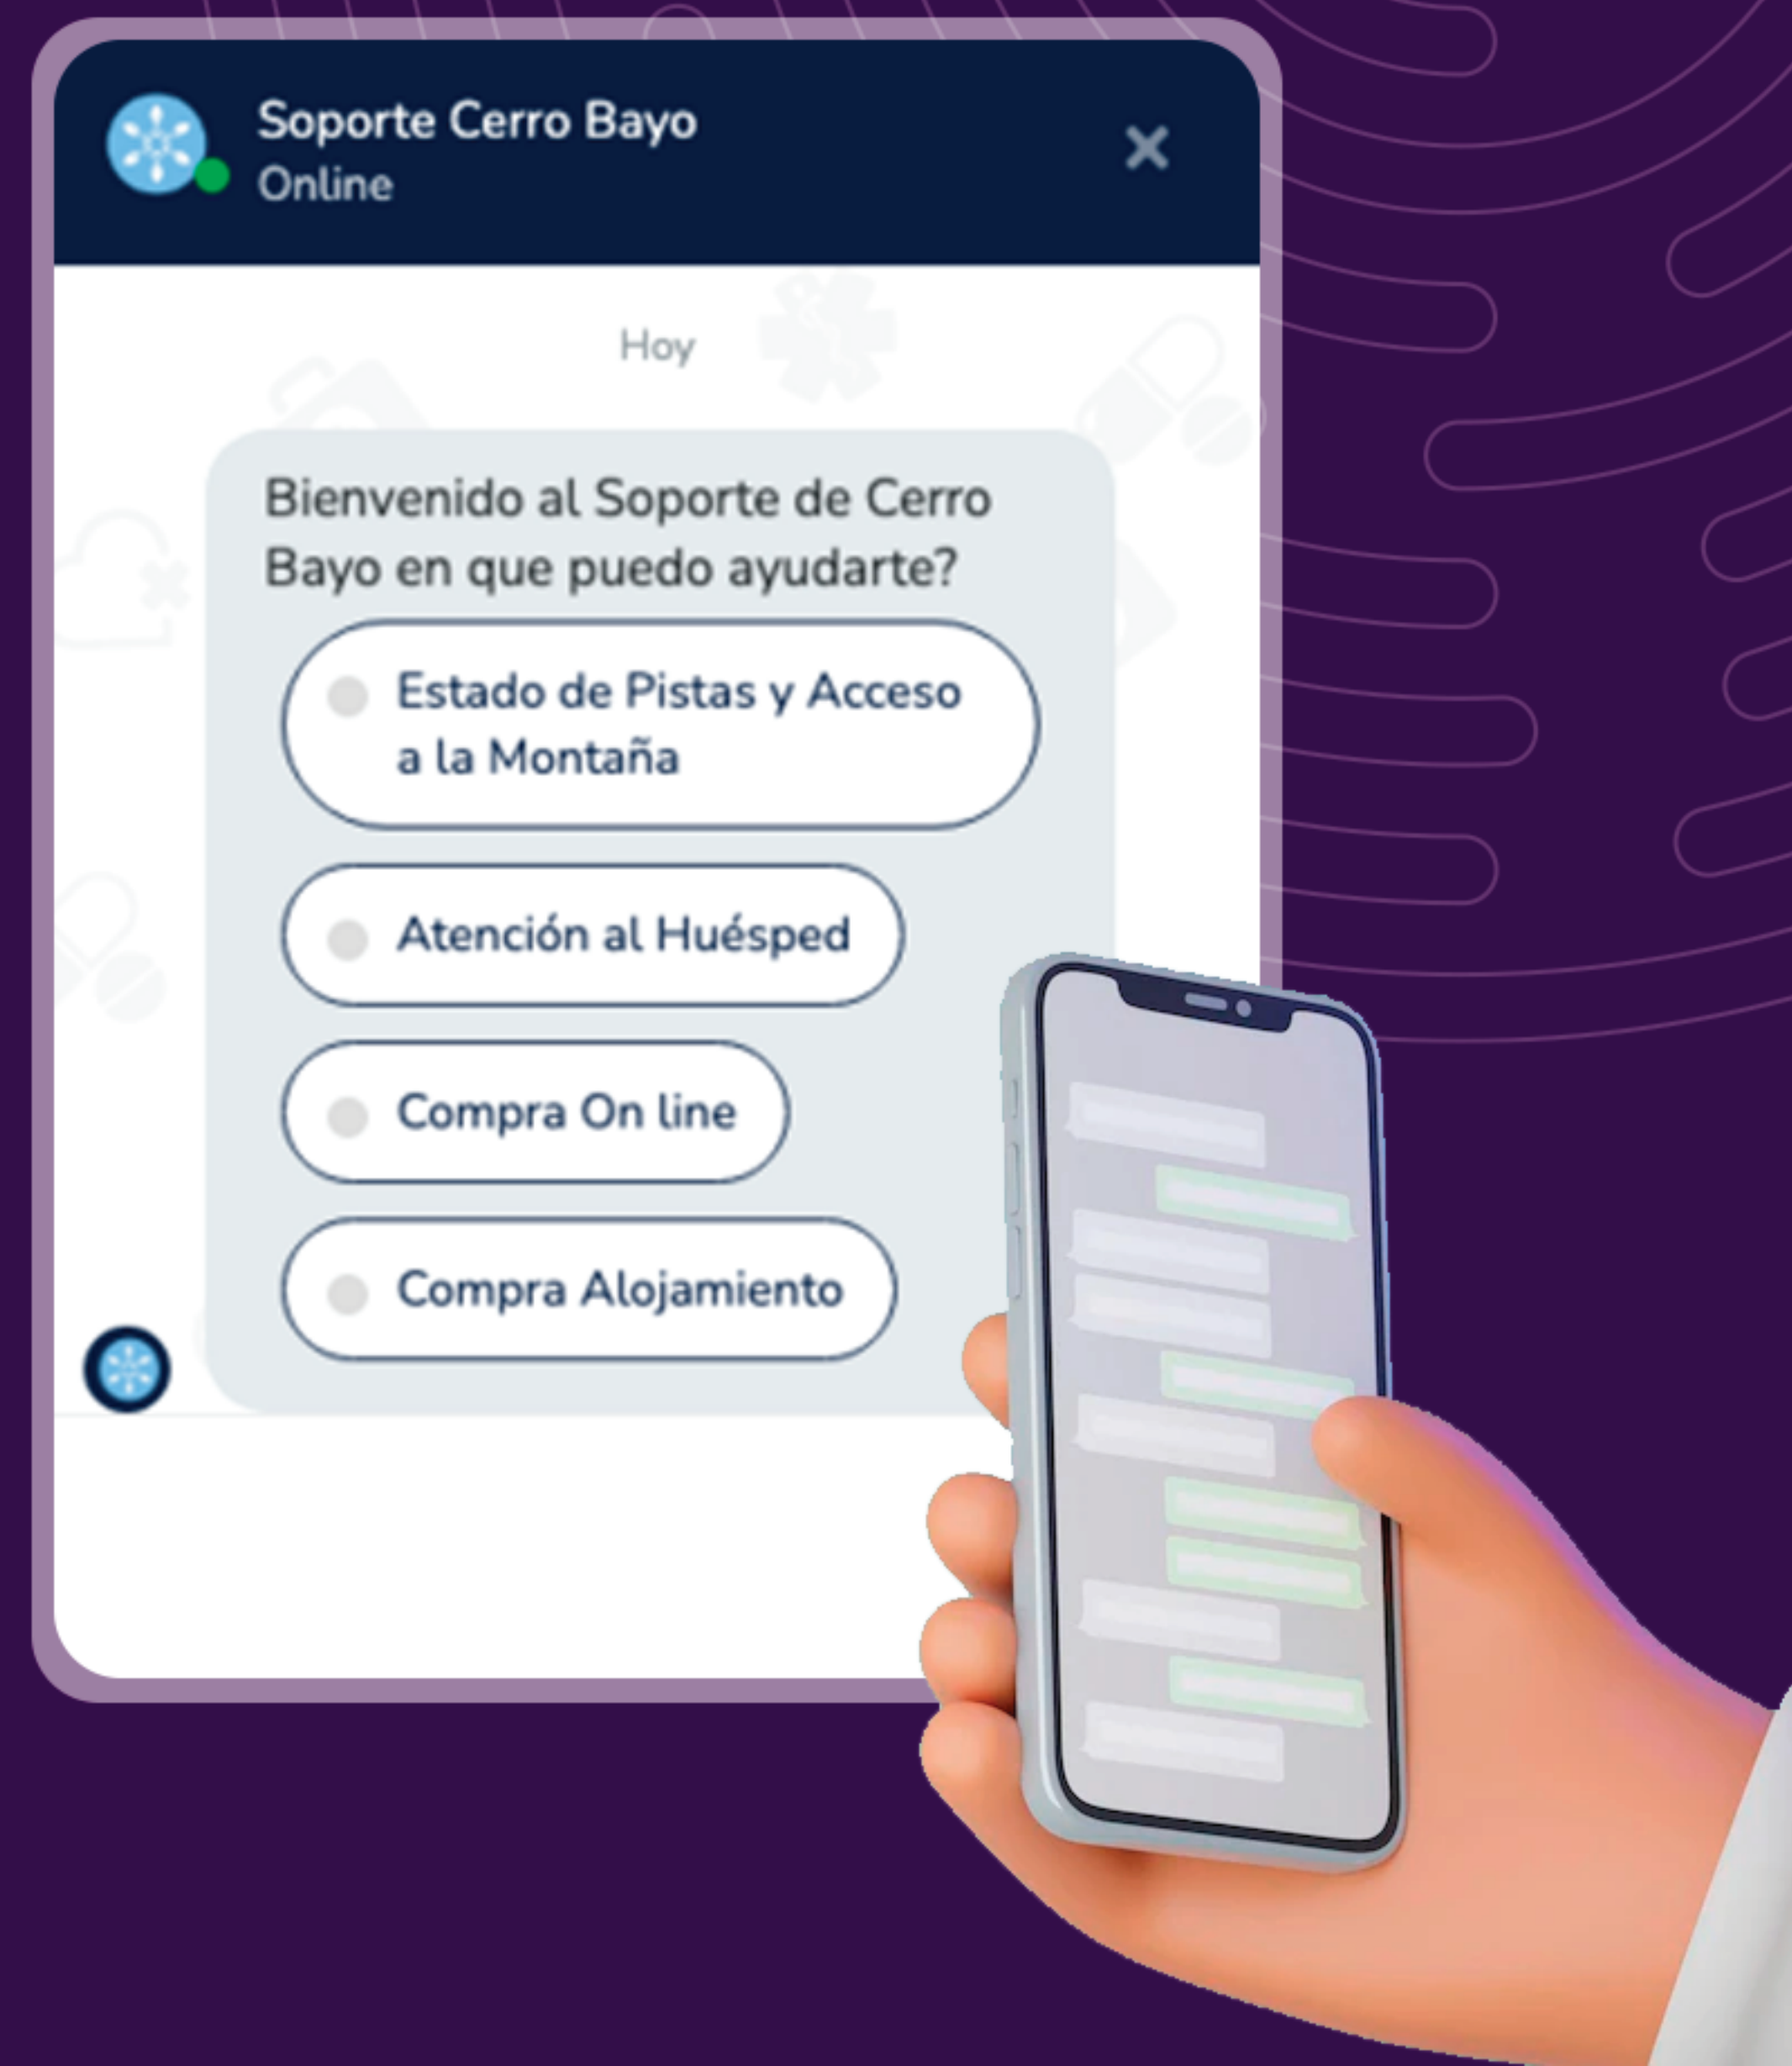 Soporte Cerro Bayo
Online
Hoy
Bienvenido al Soporte de Cerro
Bayo en que puedo ayudarte?
Estado de Pistas y Acceso
a la Montaña
Atención al Huésped
Compra On line
Compra Alojamiento